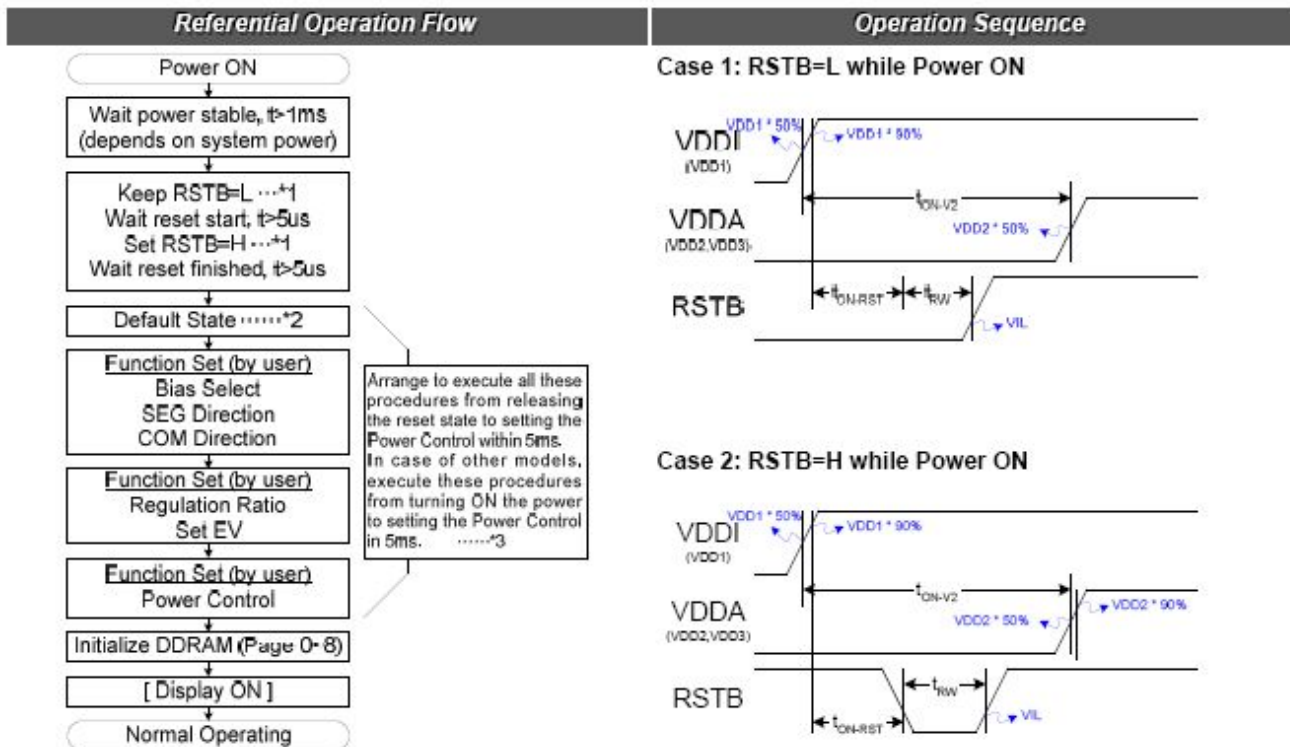 Referential Operation Flow
Power ON
Wait power stable, t>1ms
(depends on system power)
Keep RSTB=L ···*1
Wait reset start, t>5us
Set RSTB=H ···*1
Wait reset finished, t>5us
Default State ······*2
Function Set (by user)
Bias Select
SEG Direction
COM Direction
Function Set (by user)
Regulation Ratio
Set EV
Function Set (by user)
Power Control
Initialize DDRAM (Page 0~8)
[ Display ON ]
Normal Operating
Arrange to execute all these
procedures from releasing
the reset state to setting the
Power Control within 5ms.
In case of other models,
execute these procedures
from turning ON the power
to setting the Power Control
in 5ms. ······*3
Operation Sequence
Case 1: RSTB=L while Power ON
VDDI
(VDD1)
VDD1 * 50%
VDD1 * 90%
tON-V2
VDDA
(VDD2,VDD3)
VDD2 * 50%
RSTB
tON-RST
tRW
VIL
Case 2: RSTB=H while Power ON
VDDI
(VDD1)
VDD1 * 50%
VDD1 * 90%
tON-V2
VDDA
(VDD2,VDD3)
VDD2 * 50%
VDD2 * 90%
RSTB
tRW
tON-RST
VIL